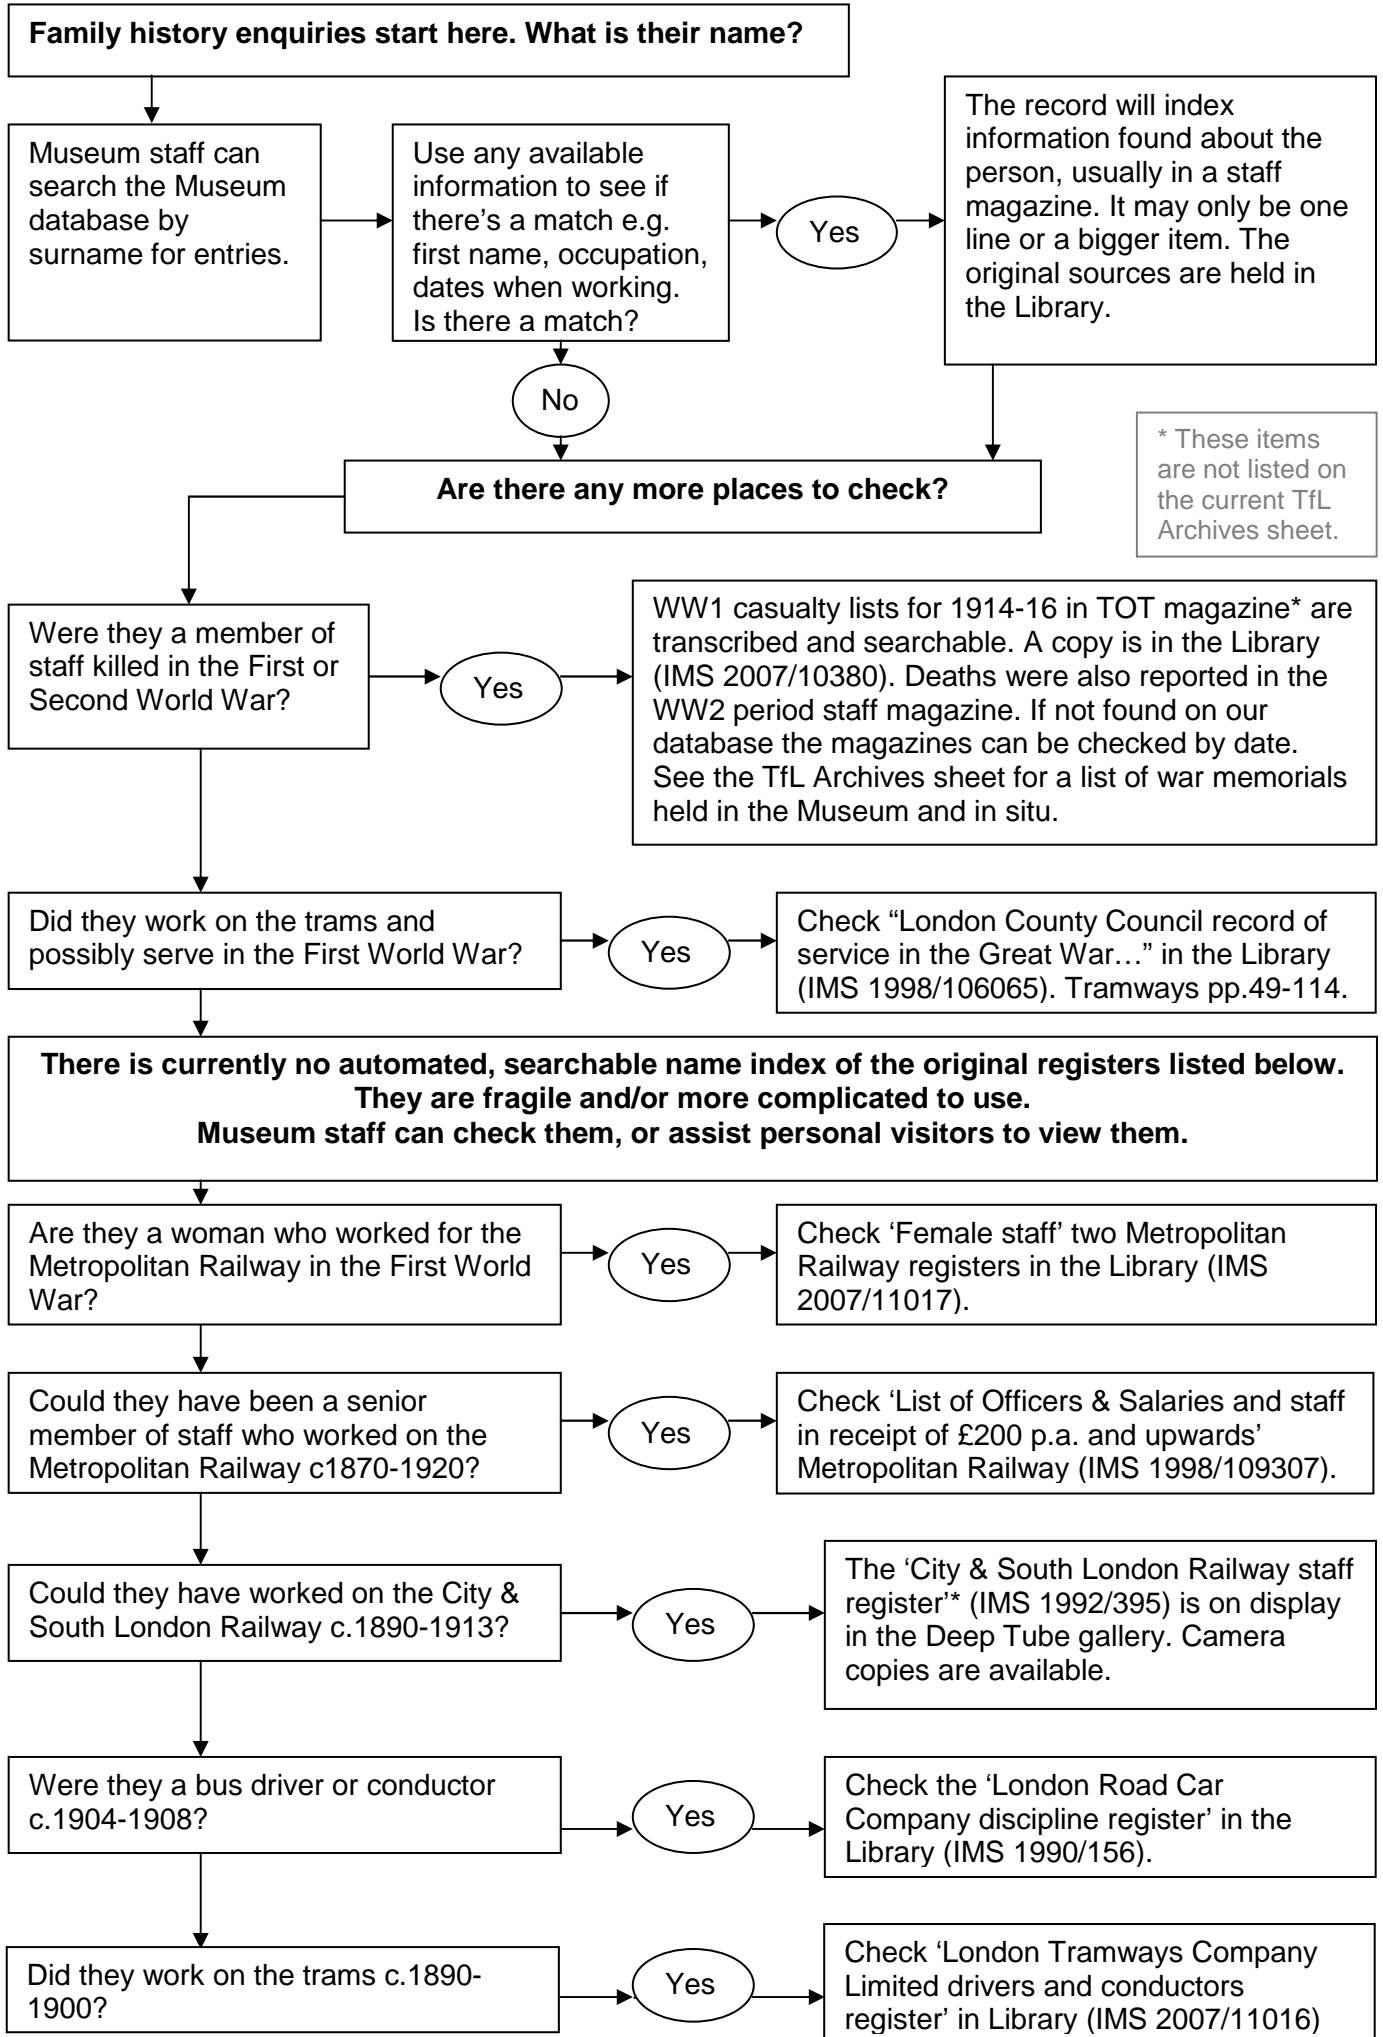 Family history enquiries start here. What is their name?
Museum staff can
search the Museum
database by
surname for entries.
Use any available
information to see if
there's a match e.g.
first name, occupation,
dates when working.
Is there a match?
Yes
The record will index
information found about the
person, usually in a staff
magazine. It may only be one
line or a bigger item. The
original sources are held in
the Library.
No
* These items
are not listed on
the current TfL
Archives sheet.
Are there any more places to check?
Were they a member of
staff killed in the First or
Second World War?
Yes
WW1 casualty lists for 1914-16 in TOT magazine* are
transcribed and searchable. A copy is in the Library
(IMS 2007/10380). Deaths were also reported in the
WW2 period staff magazine. If not found on our
database the magazines can be checked by date.
See the TfL Archives sheet for a list of war memorials
held in the Museum and in situ.
Did they work on the trams and
possibly serve in the First World War?
Yes
Check “London County Council record of
service in the Great War…” in the Library
(IMS 1998/106065). Tramways pp.49-114.
There is currently no automated, searchable name index of the original registers listed below.
They are fragile and/or more complicated to use.
Museum staff can check them, or assist personal visitors to view them.
Are they a woman who worked for the
Metropolitan Railway in the First World
War?
Yes
Check ‘Female staff’ two Metropolitan
Railway registers in the Library (IMS
2007/11017).
Could they have been a senior
member of staff who worked on the
Metropolitan Railway c1870-1920?
Yes
Check ‘List of Officers & Salaries and staff
in receipt of £200 p.a. and upwards’
Metropolitan Railway (IMS 1998/109307).
Could they have worked on the City &
South London Railway c.1890-1913?
Yes
The ‘City & South London Railway staff
register’* (IMS 1992/395) is on display
in the Deep Tube gallery. Camera
copies are available.
Were they a bus driver or conductor
c.1904-1908?
Yes
Check the ‘London Road Car
Company discipline register’ in the
Library (IMS 1990/156).
Did they work on the trams c.1890-
1900?
Yes
Check ‘London Tramways Company
Limited drivers and conductors
register’ in Library (IMS 2007/11016)